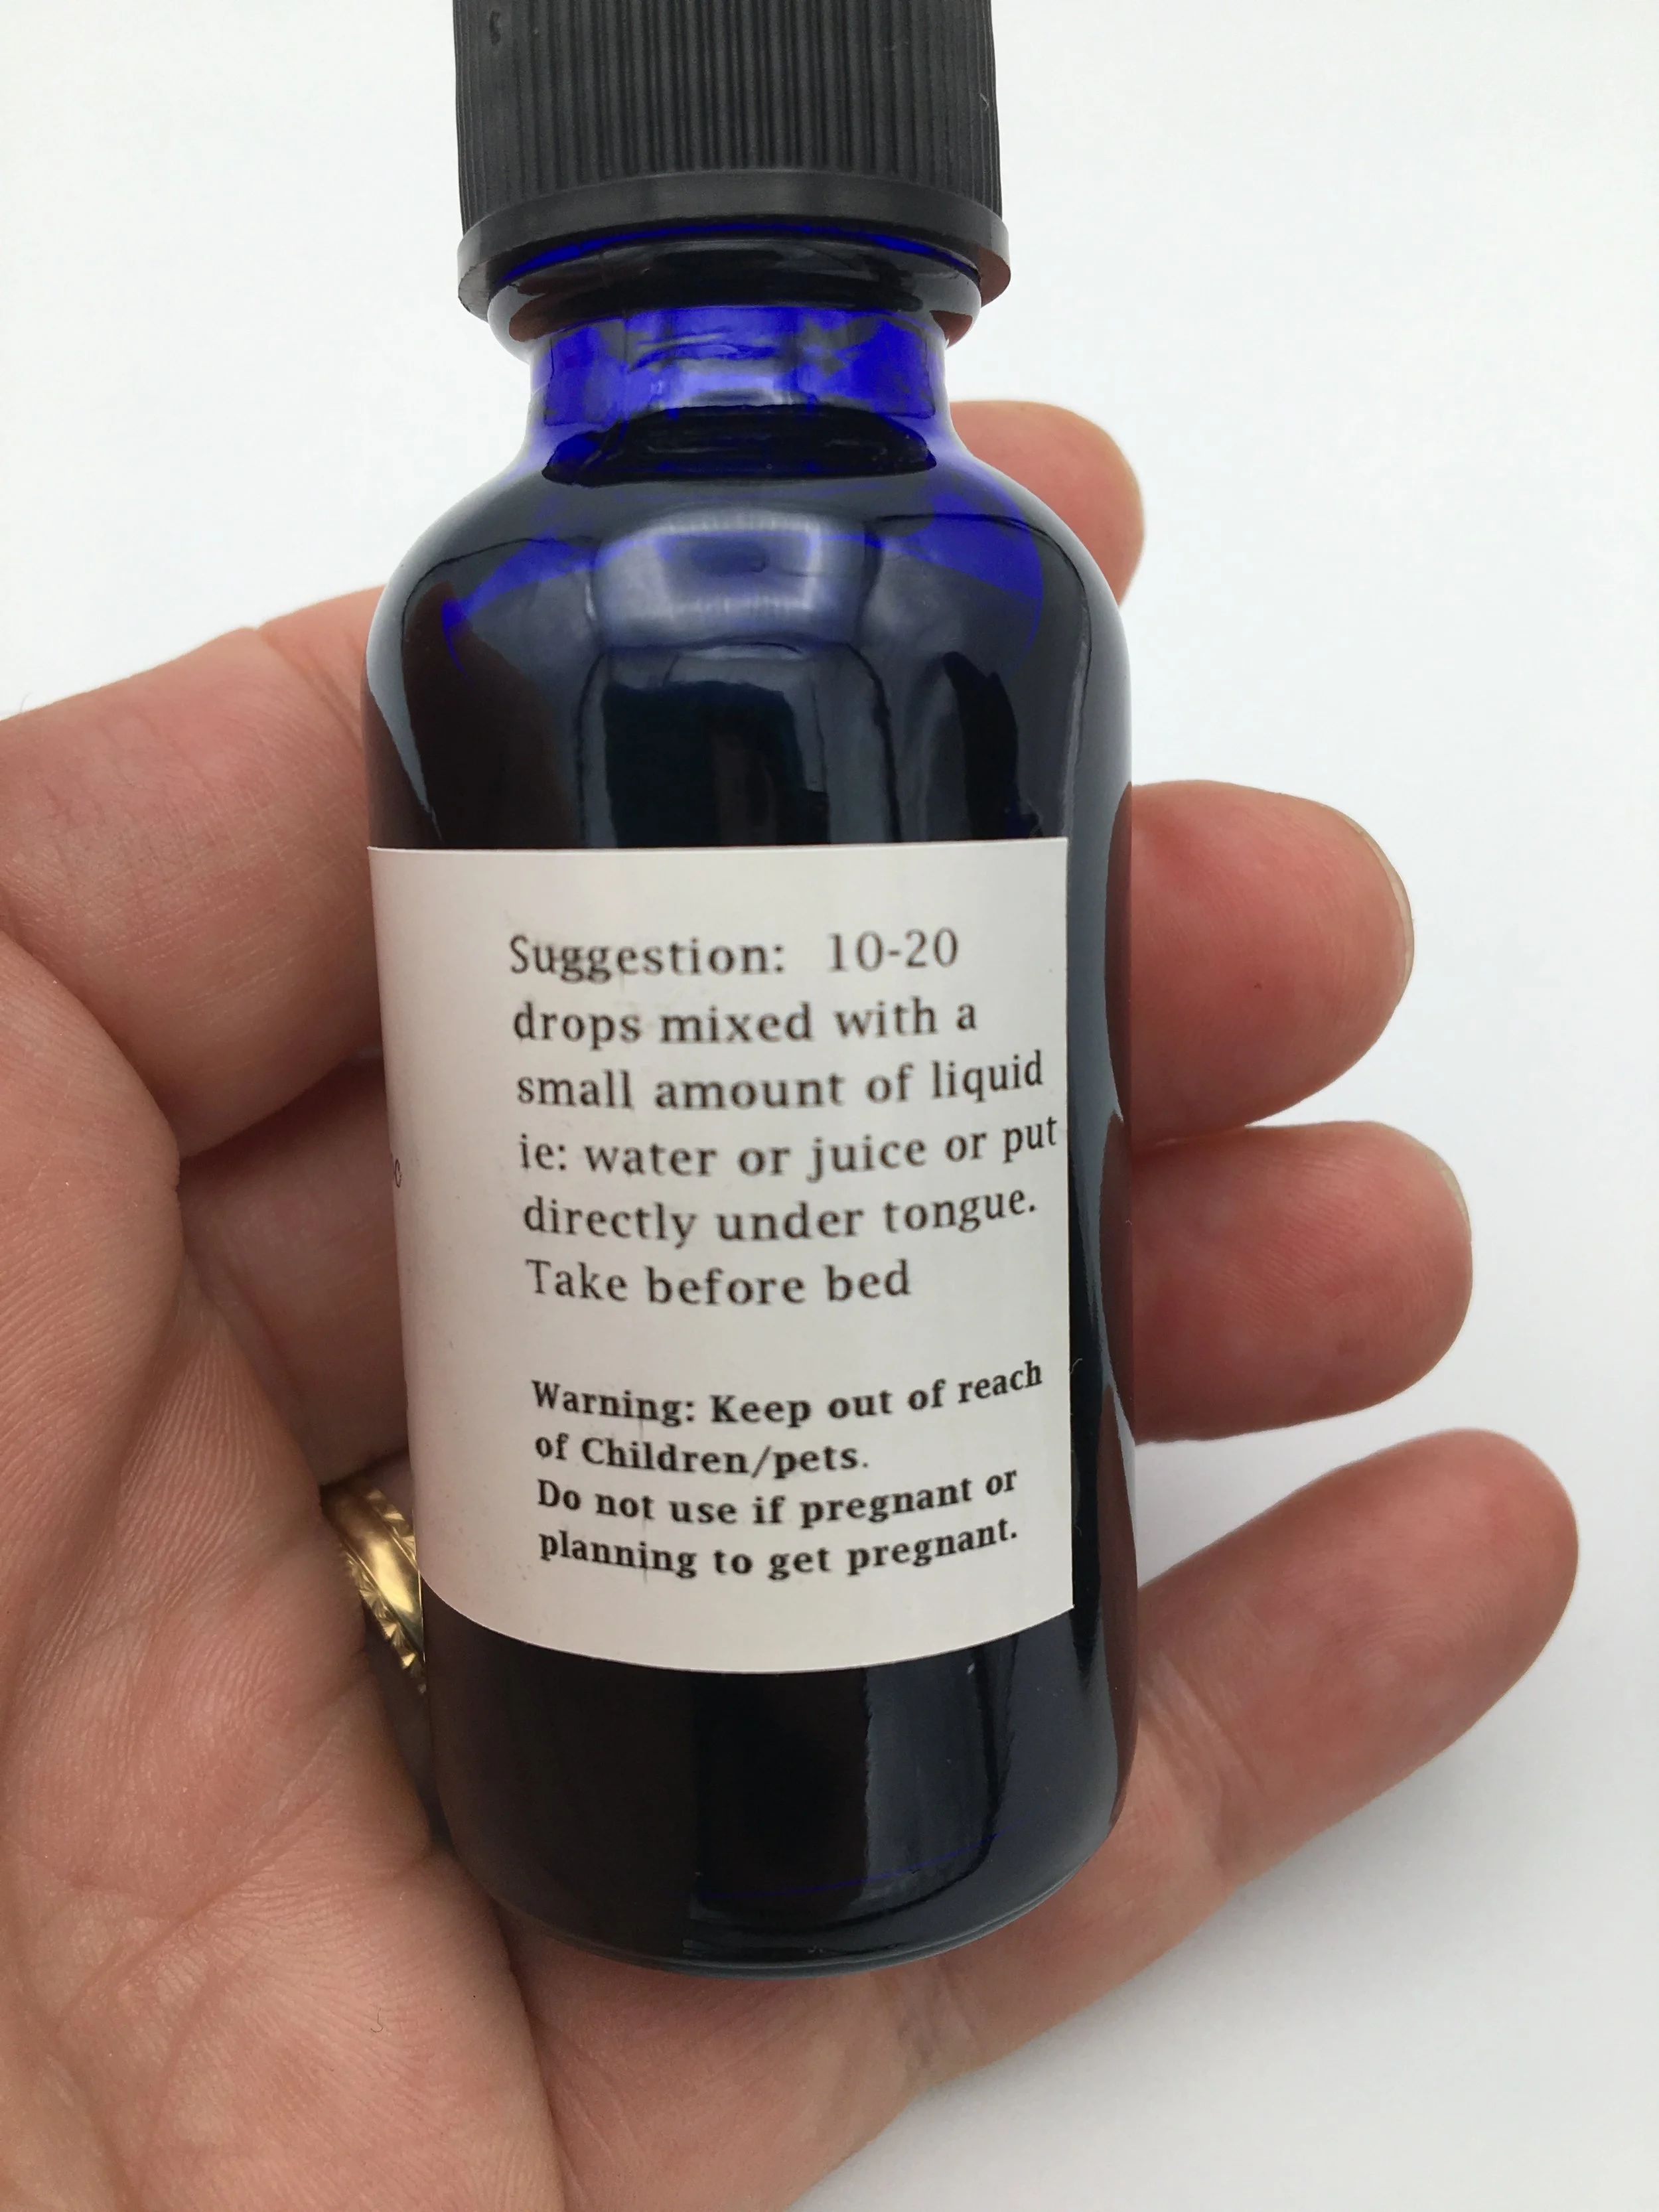 Suggestion: 10-20
drops mixed with a
small amount of liquid
ie: water or juice or put
directly under tongue.
Take before bed
Warning: Keep out of reach
of Children/pets.
Do not use if pregnant or
planning to get pregnant.